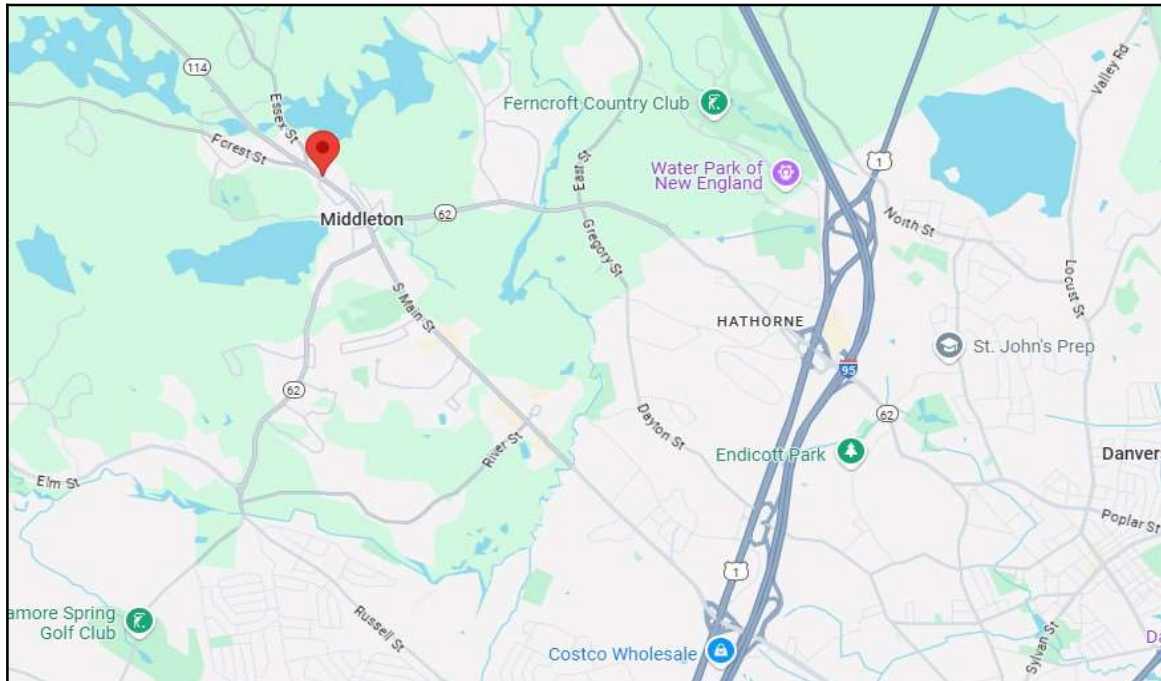 114
Essex St
Forest St
Ferncroft Country Club
Valley Rd
1
Water Park of
New England
East St
62
Middleton
Gregory St
North St
S Main St
Locust St
HATHORNE
St. John's Prep
95
62
62
Dayton St
Endicott Park
River St
Danvers
Elm St
Poplar St
1
amore Spring
Golf Club
Russell St
Costco Wholesale
Sylvan St
Da